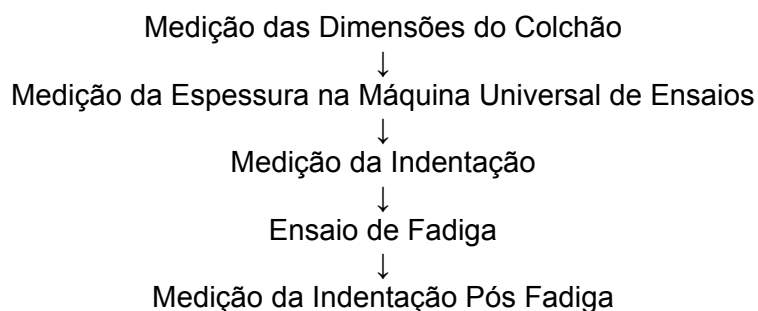 Medição das Dimensões do Colchão
↓
Medição da Espessura na Máquina Universal de Ensaios
↓
Medição da Indentação
↓
Ensaio de Fadiga
↓
Medição da Indentação Pós Fadiga